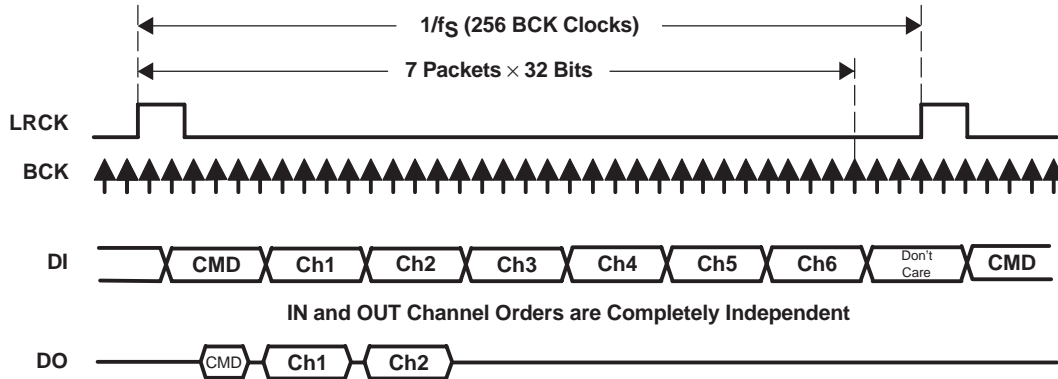 1/fS (256 BCK Clocks)
7 Packets × 32 Bits
LRCK
BCK
DI
CMD
Ch1
Ch2
Ch3
Ch4
Ch5
Ch6
Don't
Care
CMD
IN and OUT Channel Orders are Completely Independent
DO
CMD
Ch1
Ch2